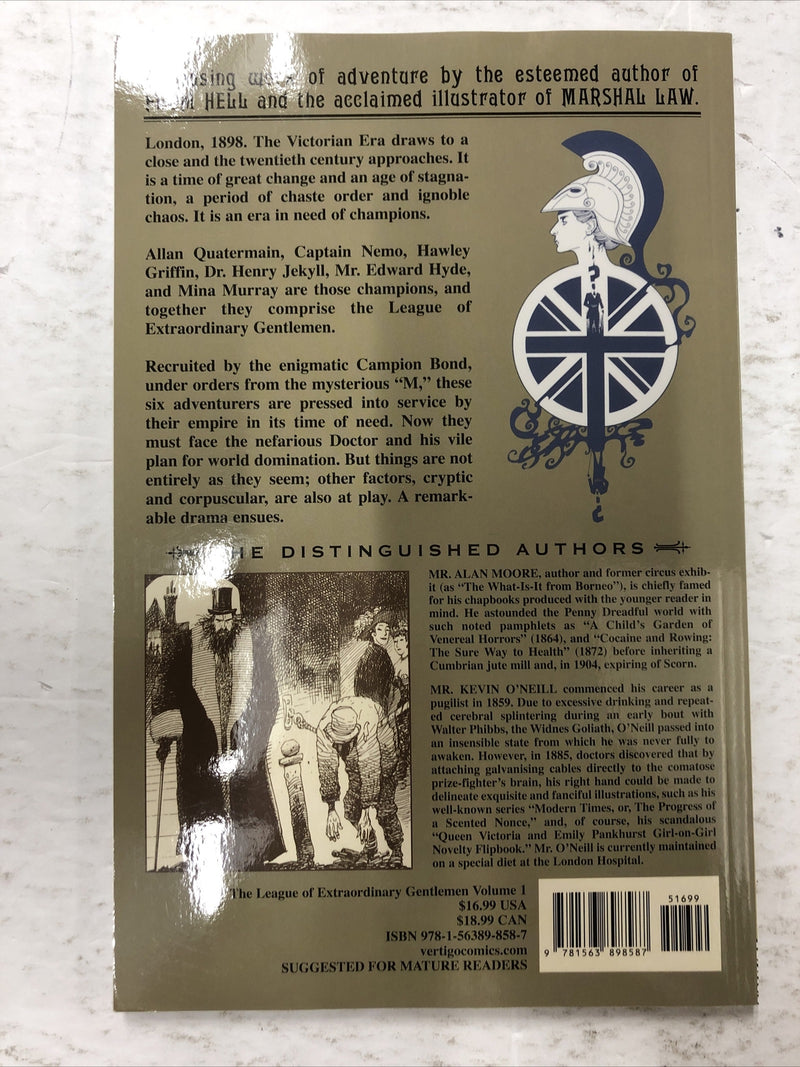 of adventure by the esteemed author of
HELL and the acclaimed illustrator of MARSHAL LAW.
London, 1898. The Victorian Era draws to a
close and the twentieth century approaches. It
is a time of great change and an age of stagna-
tion, a period of chaste order and ignoble
chaos. It is an era in need of champions.
Allan Quatermain, Captain Nemo, Hawley
Griffin, Dr. Henry Jekyll, Mr. Edward Hyde,
and Mina Murray are those champions, and
together they comprise the League of
Extraordinary Gentlemen.
Recruited by the enigmatic Campion Bond,
under orders from the mysterious “M,” these
six adventurers are pressed into service by
their empire in its time of need. Now they
must face the nefarious Doctor and his vile
plan for world domination. But things are not
entirely as they seem; other factors, cryptic
and corpuscular, are also at play. A remark-
able drama ensues.
THE DISTINGUISHED AUTHORS
MR. ALAN MOORE, author and former circus exhib-
it (as “The What-Is-It from Borneo”), is chiefly famed
for his chapbooks produced with the younger reader in
mind. He astounded the Penny Dreadful world with
such noted pamphlets as “A Child’s Garden of
Venereal Horrors” (1864), and “Cocaine and Rowing:
The Sure Way to Health” (1872) before inheriting a
Cumbrian jute mill and, in 1904, expiring of Scorn.
MR. KEVIN O’NEILL commenced his career as a
pugilist in 1859. Due to excessive drinking and repeat-
ed cerebral splintering during an early bout with
Walter Phibbs, the Widnes Goliath, O’Neill passed into
an insensible state from which he was never fully to
awaken. However, in 1885, doctors discovered that by
attaching galvanising cables directly to the comatose
prize-fighter’s brain, his right hand could be made to
delineate exquisite and fanciful illustrations, such as his
well-known series “Modern Times, or, The Progress of
a Scented Nonce,” and, of course, his scandalous
“Queen Victoria and Emily Pankhurst Girl-on-Girl
Novelty Flipbook.” Mr. O’Neill is currently maintained
on a special diet at the London Hospital.
The League of Extraordinary Gentlemen Volume 1
$16.99 USA
$18.99 CAN
ISBN 978-1-56389-858-7
vertigocomics.com
SUGGESTED FOR MATURE READERS
51699
9 781563 898587